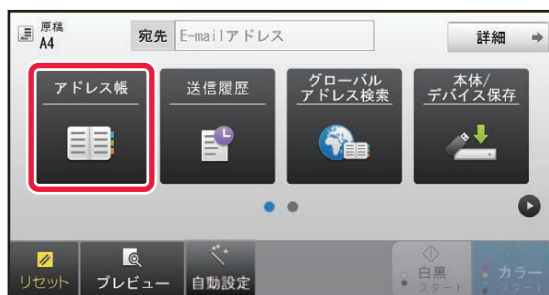 原稿
A4
宛先
E-mailアドレス
詳細
アドレス帳
送信履歴
グローバル
アドレス検索
本体/
デバイス保存
リセット
プレビュー
自動設定
白黒
スタート
カラー
スタート